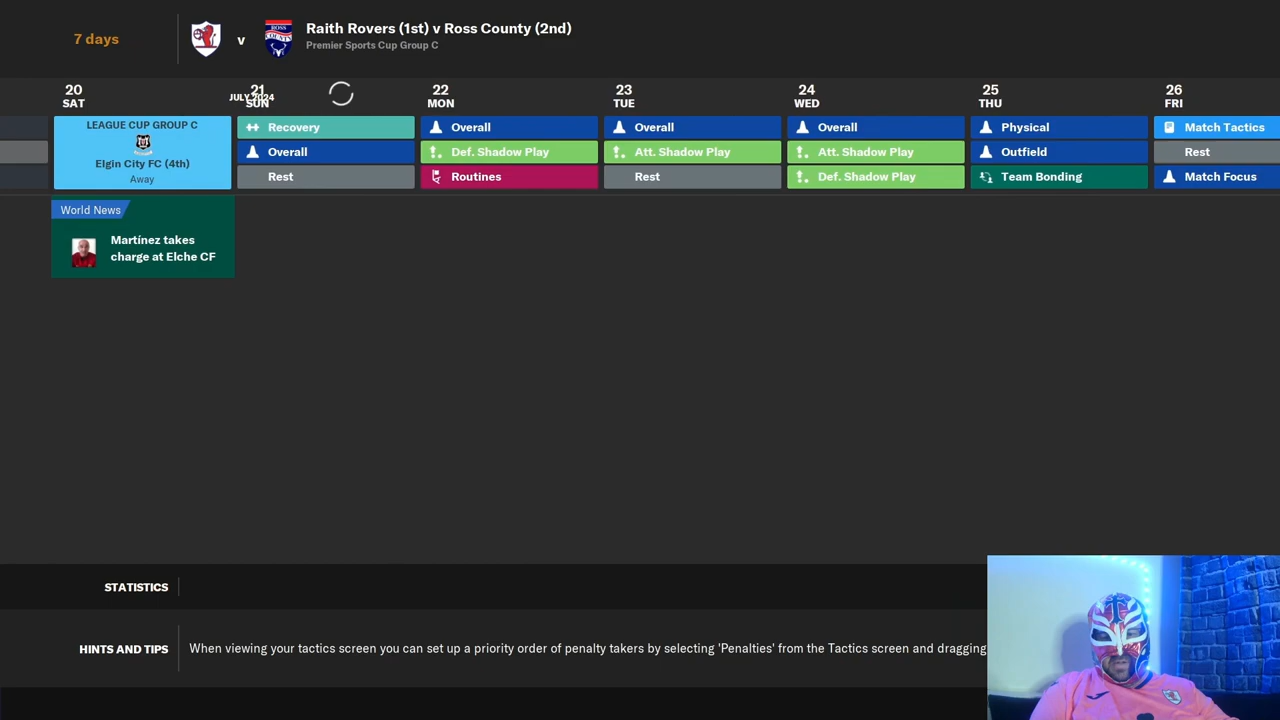 7 days
v
Raith Rovers (1st) v Ross County (2nd)
Premier Sports Cup Group C
20
SAT
JULY 2024
21
SUN
22
MON
23
TUE
24
WED
25
THU
26
FRI
LEAGUE CUP GROUP C
Elgin City FC (4th)
Away
Recovery
Overall
Rest
Overall
Def. Shadow Play
Routines
Overall
Att. Shadow Play
Rest
Overall
Att. Shadow Play
Def. Shadow Play
Physical
Outfield
Team Bonding
Match Tactics
Rest
Match Focus
World News
Martínez takes
charge at Elche CF
STATISTICS
HINTS AND TIPS
When viewing your tactics screen you can set up a priority order of penalty takers by selecting 'Penalties' from the Tactics screen and dragging
ROSS
COUNTY